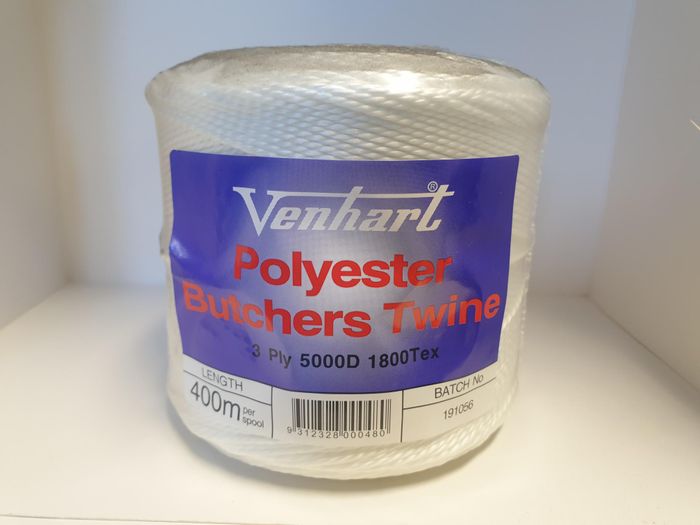 Venhart®
Polyester
Butchers Twine
3 Ply 5000D 1800Tex
LENGTH
400m per spool
9 312328 000480
BATCH No
191056